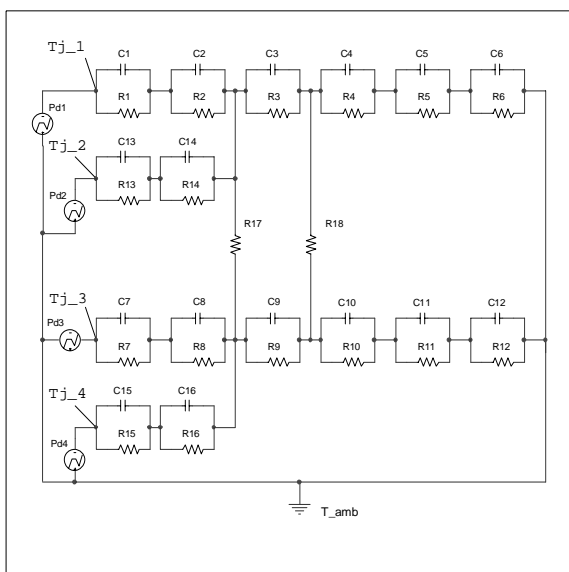 C1 C2 C3 C4 C5 C6
Tj_1
R1 R2 R3 R4 R5 R6
Pd1
C13 C14
Tj_2
R13 R14
Pd2
R17 R18
Tj_3
C7 C8 C9 C10 C11 C12
Pd3
R7 R8 R9 R10 R11 R12
C15 C16
Tj_4
R15 R16
Pd4
T_amb